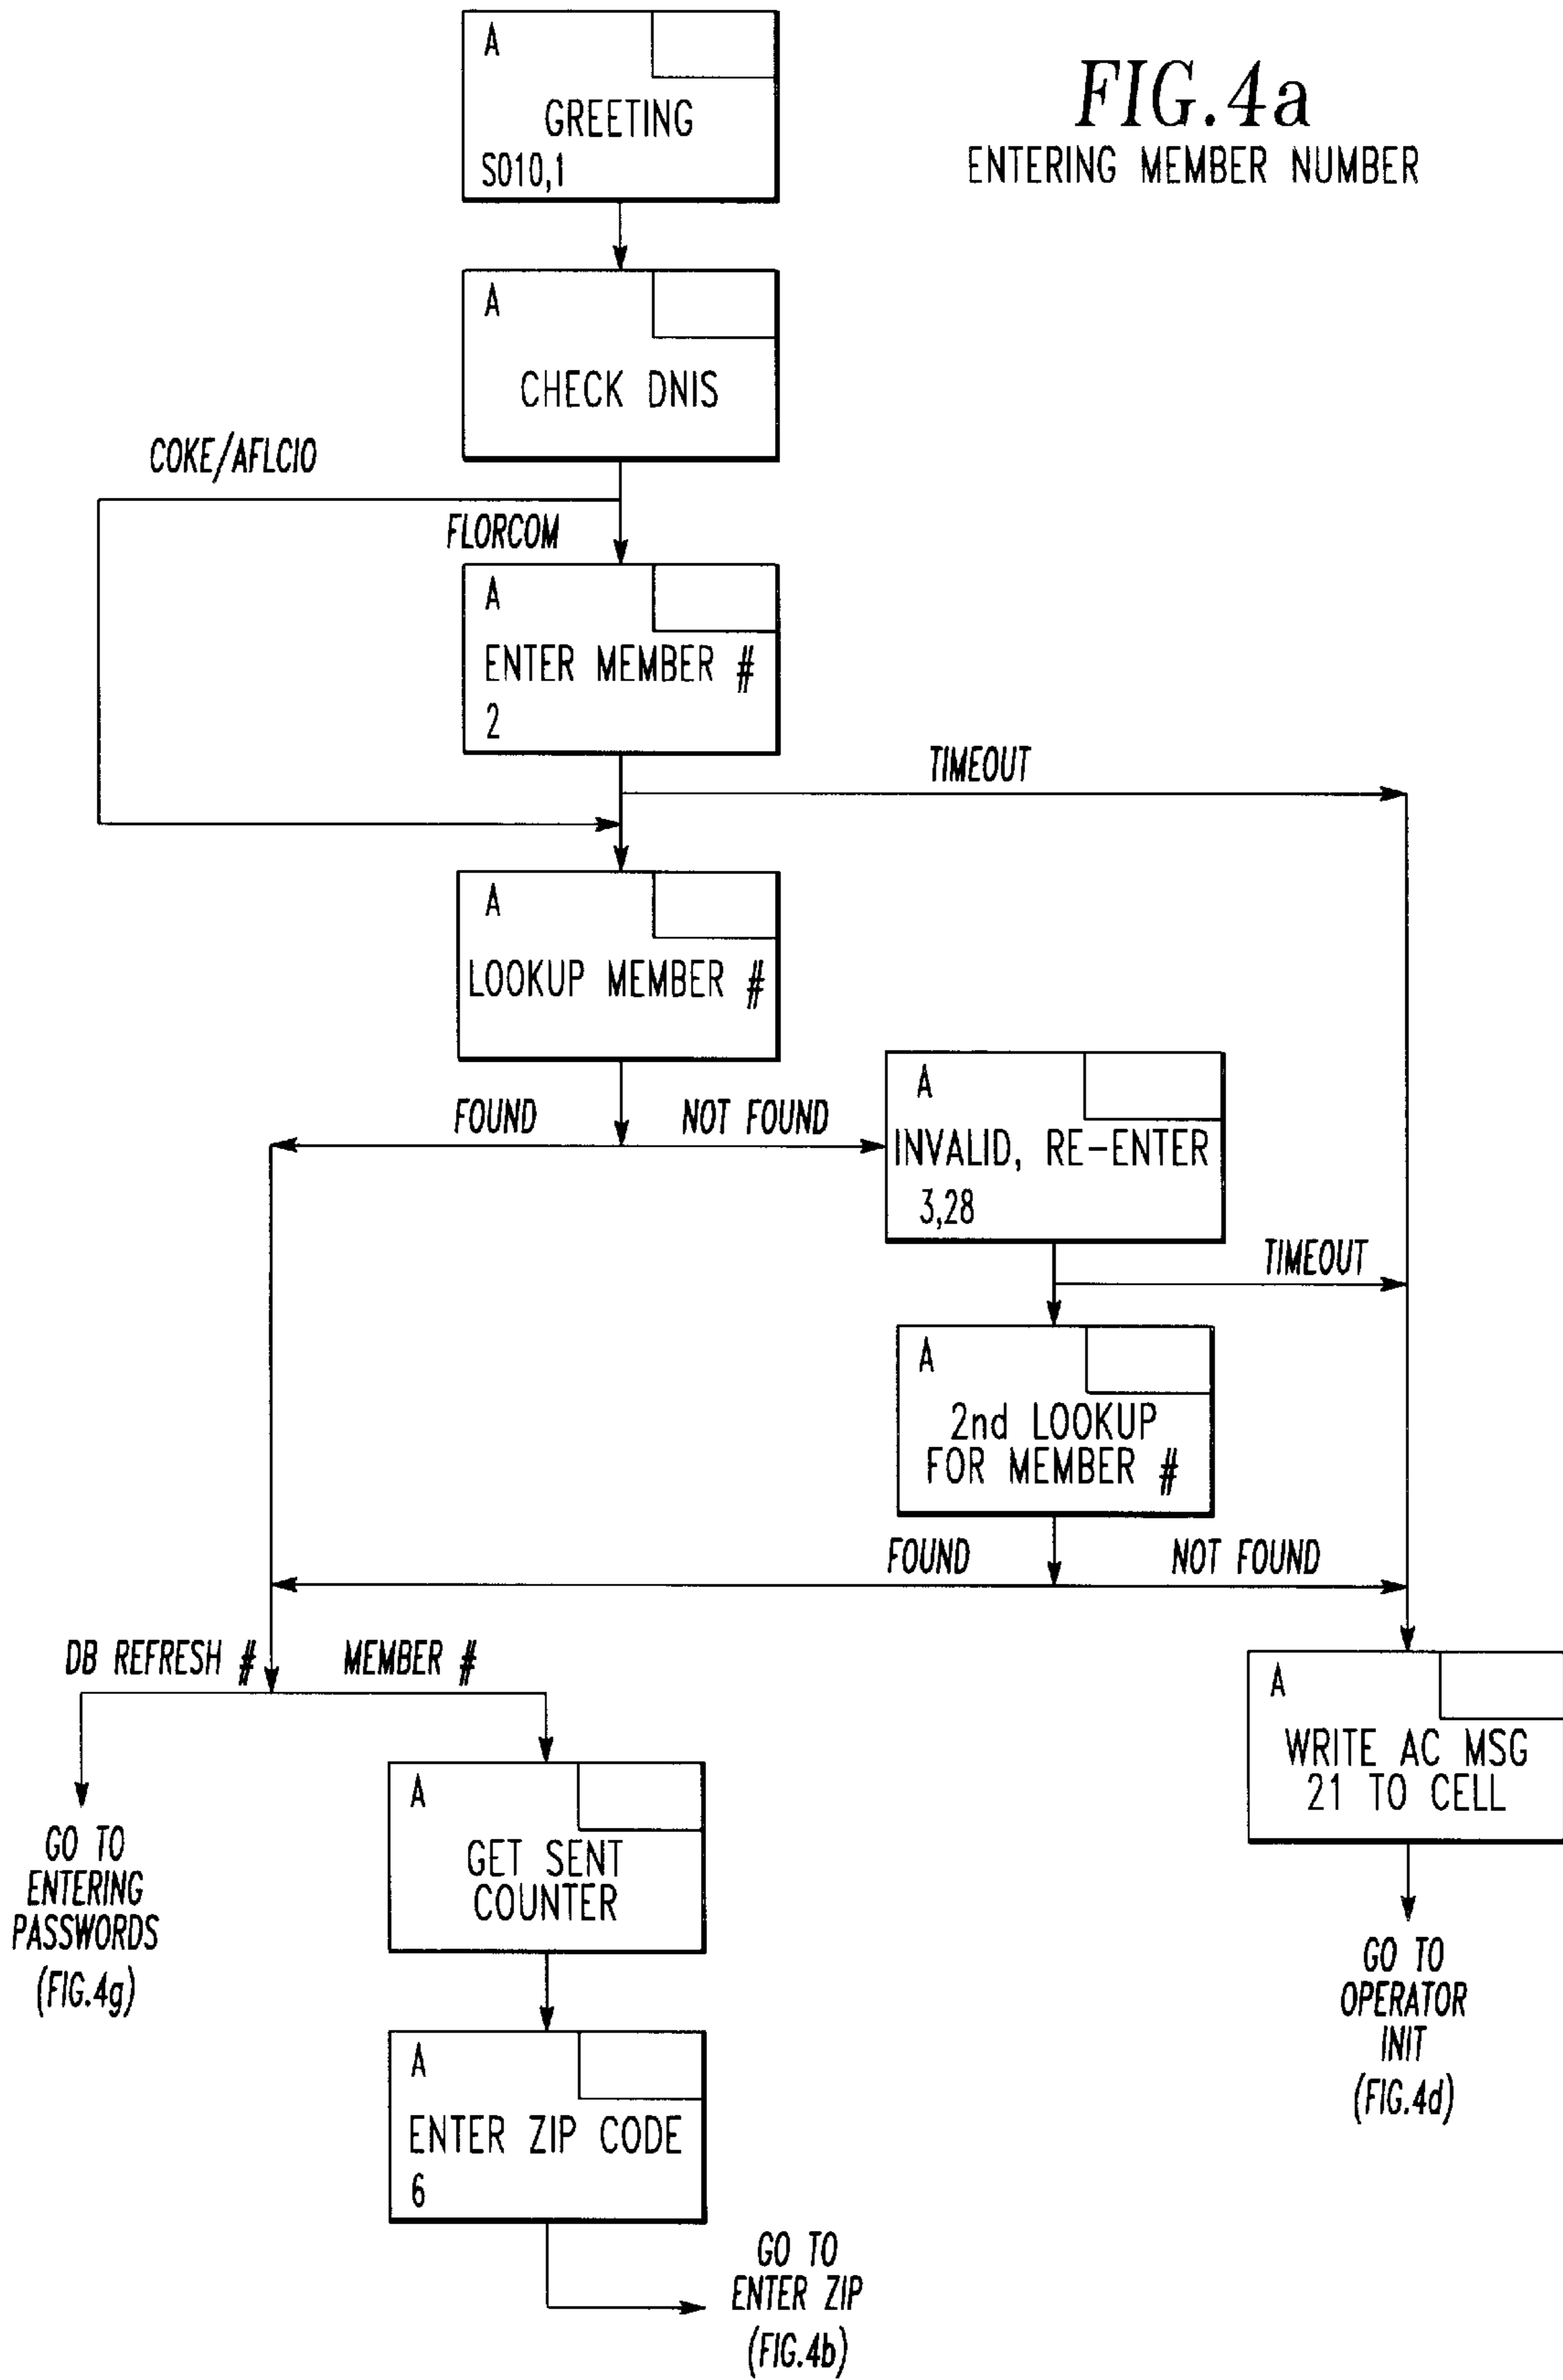 A
GREETING
S010,1
FIG.4a
ENTERING MEMBER NUMBER
A
CHECK DNIS
COKE/AFLCIO
FLORCOM
A
ENTER MEMBER #
2
TIMEOUT
A
LOOKUP MEMBER #
FOUND
NOT FOUND
A
INVALID, RE-ENTER
3,28
TIMEOUT
A
2nd LOOKUP
FOR MEMBER #
FOUND
NOT FOUND
DB REFRESH #
MEMBER #
GO TO
ENTERING
PASSWORDS
(FIG.4g)
A
GET SENT
COUNTER
A
ENTER ZIP CODE
6
GO TO
ENTER ZIP
(FIG.4b)
A
WRITE AC MSG
21 TO CELL
GO TO
OPERATOR
INIT
(FIG.4d)